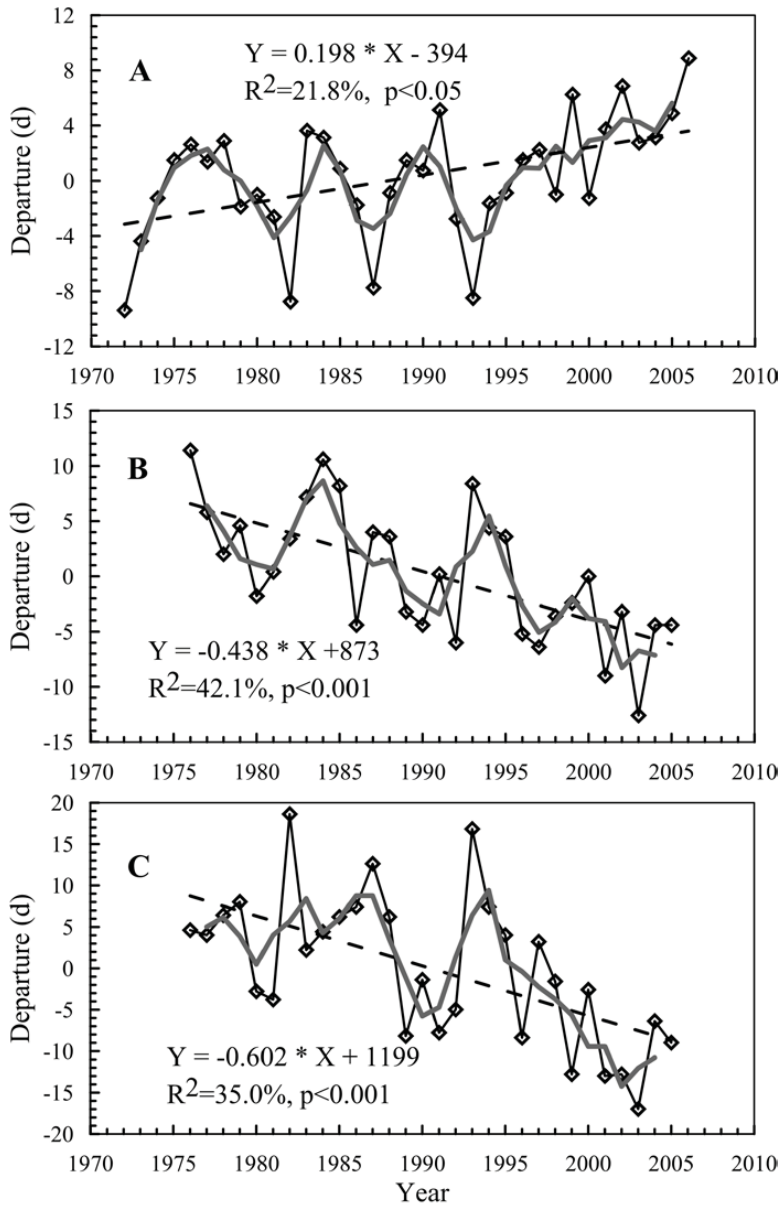 12
8
4
0
-4
-8
-12
Departure (d)
A
Y = 0.198 * X - 394
R2=21.8%, p<0.05
1970 1975 1980 1985 1990 1995 2000 2005 2010
15
10
5
0
-5
-10
-15
Departure (d)
B
Y = -0.438 * X +873
R2=42.1%, p<0.001
1970 1975 1980 1985 1990 1995 2000 2005 2010
20
15
10
5
0
-5
-10
-15
-20
Departure (d)
C
Y = -0.602 * X + 1199
R2=35.0%, p<0.001
1970 1975 1980 1985 1990 1995 2000 2005 2010
Year